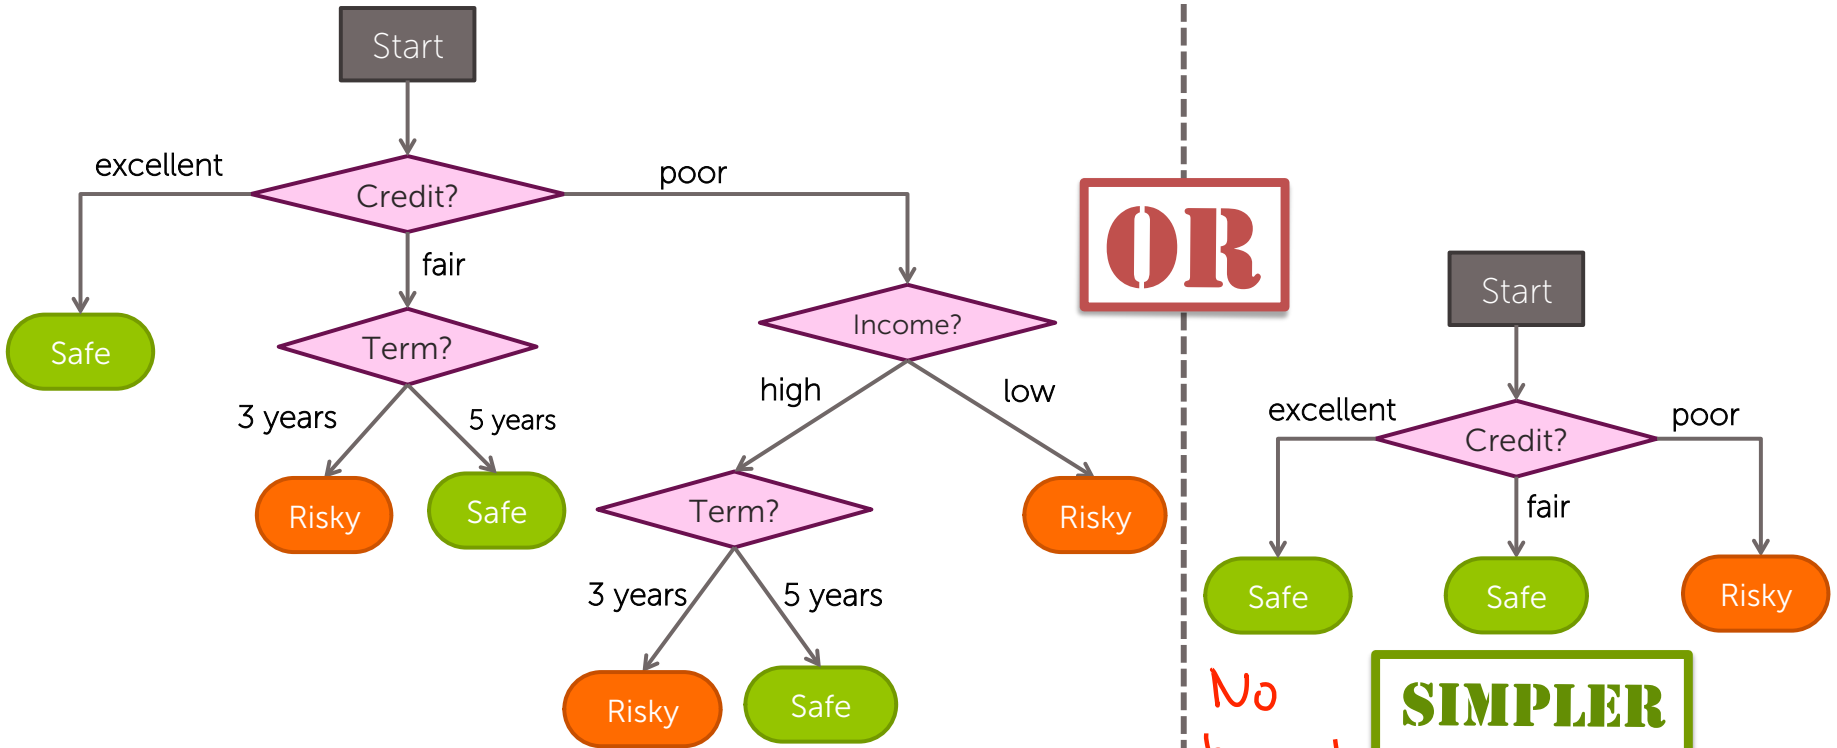 Start
Credit?
excellent
fair
poor
Safe
Term?
3 years
5 years
Risky
Safe
Income?
high
low
Term?
Risky
3 years
5 years
Risky
Safe
OR
Start
Credit?
excellent
fair
poor
Safe
Safe
Risky
No
SIMPLER